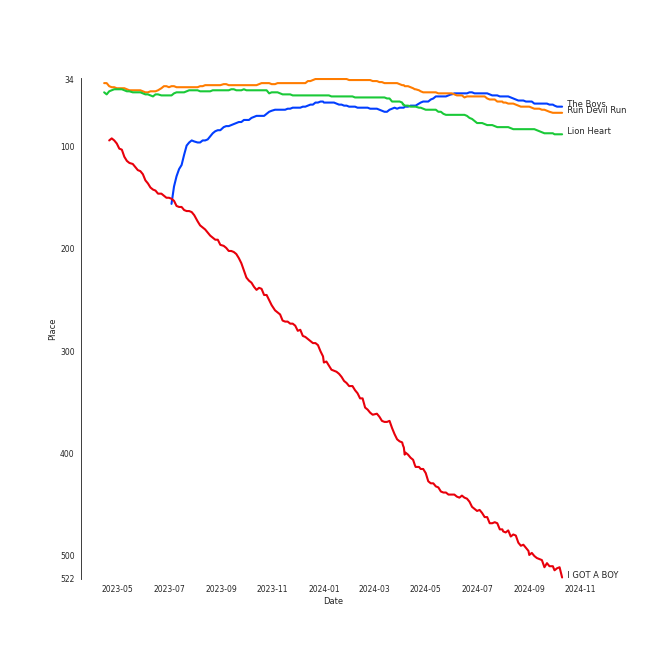 34
100
200
300
400
500
522
Place
2023-05
2023-07
2023-09
2023-11
2024-01
2024-03
2024-05
2024-07
2024-09
2024-11
Date
The Boys
Run Devil Run
Lion Heart
I GOT A BOY